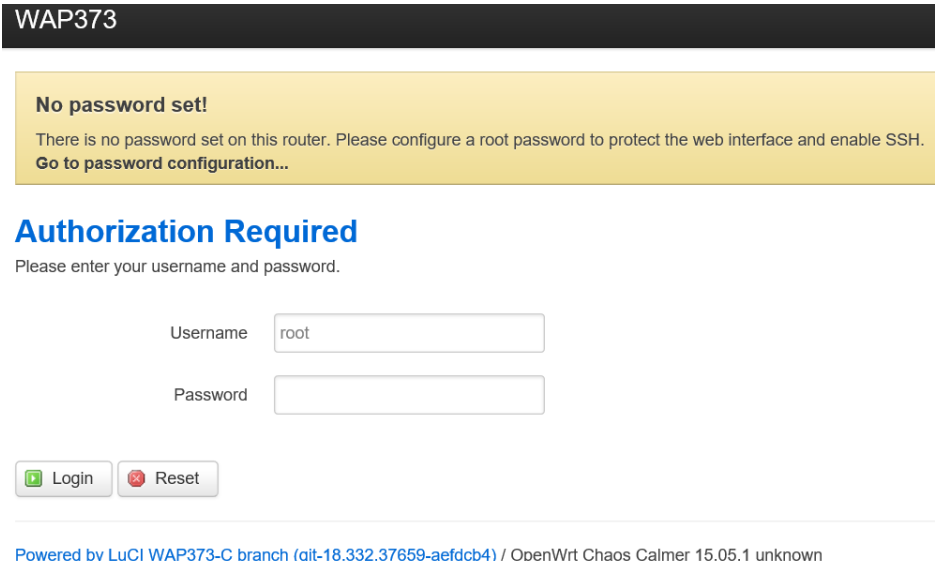 WAP373
No password set!
There is no password set on this router. Please configure a root password to protect the web interface and enable SSH.
Go to password configuration...
Authorization Required
Please enter your username and password.
Username root
Password
Login Reset
Powered by LuCI WAP373-C branch (git-18.332.37659-aefdcb4) / OpenWrt Chaos Calmer 15.05.1 unknown